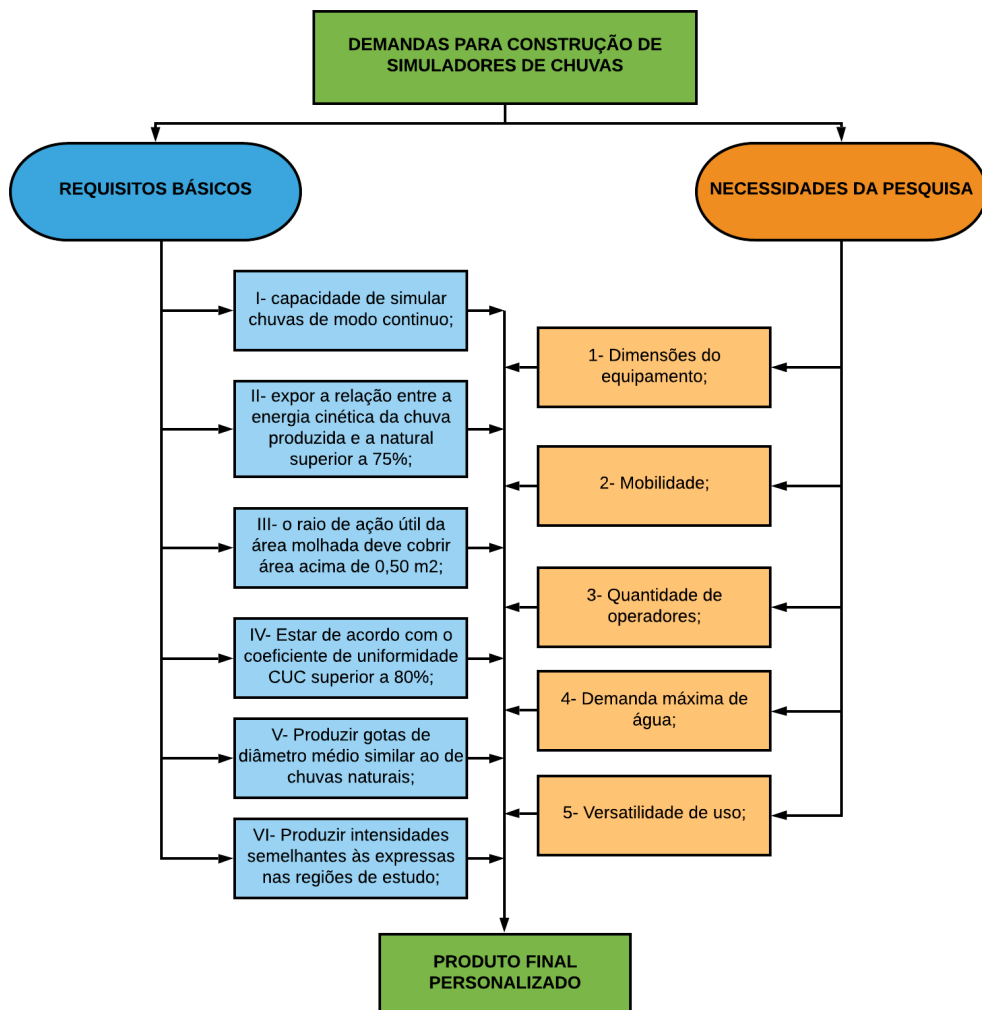 DEMANDAS PARA CONSTRUÇÃO DE
SIMULADORES DE CHUVAS
REQUISITOS BÁSICOS
NECESSIDADES DA PESQUISA
I- capacidade de simular
chuvas de modo continuo;
II- expor a relação entre a
energia cinética da chuva
produzida e a natural
superior a 75%;
III- o raio de ação útil da
área molhada deve cobrir
área acima de 0,50 m2;
IV- Estar de acordo com o
coeficiente de uniformidade
CUC superior a 80%;
V- Produzir gotas de
diâmetro médio similar ao de
chuvas naturais;
VI- Produzir intensidades
semelhantes às expressas
nas regiões de estudo;
1- Dimensões do
equipamento;
2- Mobilidade;
3- Quantidade de
operadores;
4- Demanda máxima de
água;
5- Versatilidade de uso;
PRODUTO FINAL
PERSONALIZADO